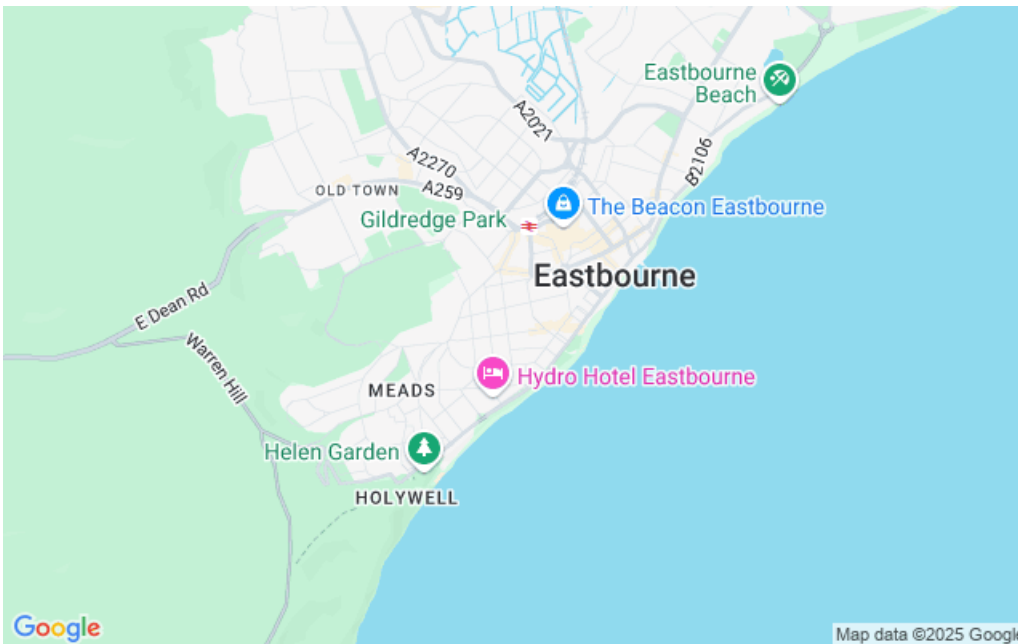 Eastbourne
Beach
A2021
B2106
A2270
OLD TOWN
A259
The Beacon Eastbourne
Gildredge Park
Eastbourne
E Dean Rd
Warren Hill
Hydro Hotel Eastbourne
MEADS
Helen Garden
HOLYWELL
Google
Map data ©2025 Google